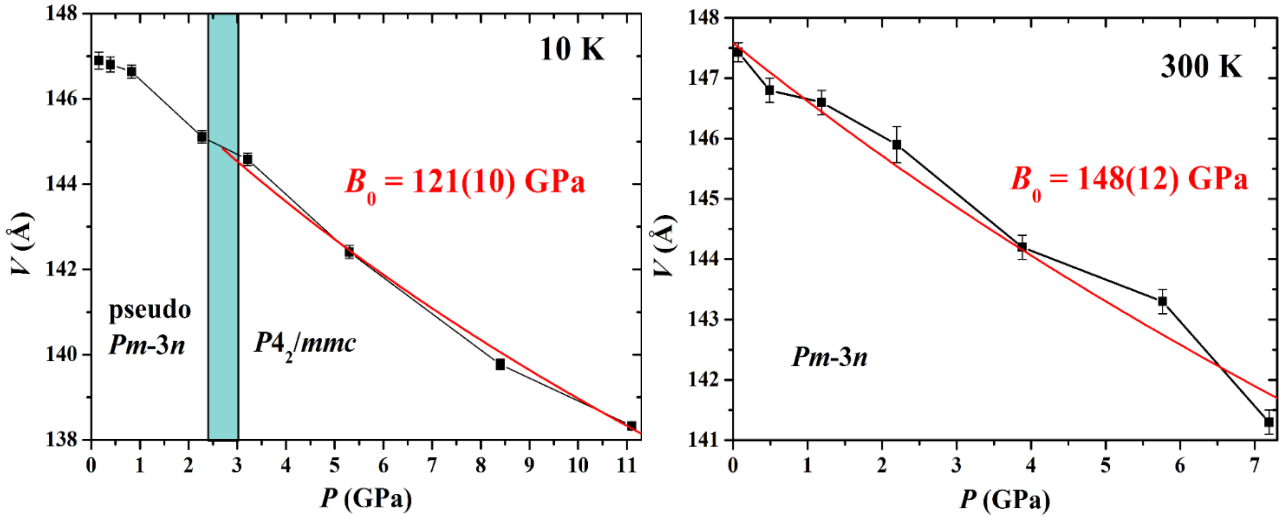 148
146
144
142
140
138
V (Å)
10 K
B₀ = 121(10) GPa
pseudo
Pm-3n
P4₂/mmc
0 1 2 3 4 5 6 7 8 9 10 11
P (GPa)
148
147
146
145
144
143
142
141
V (Å)
300 K
B₀ = 148(12) GPa
Pm-3n
0 1 2 3 4 5 6 7
P (GPa)